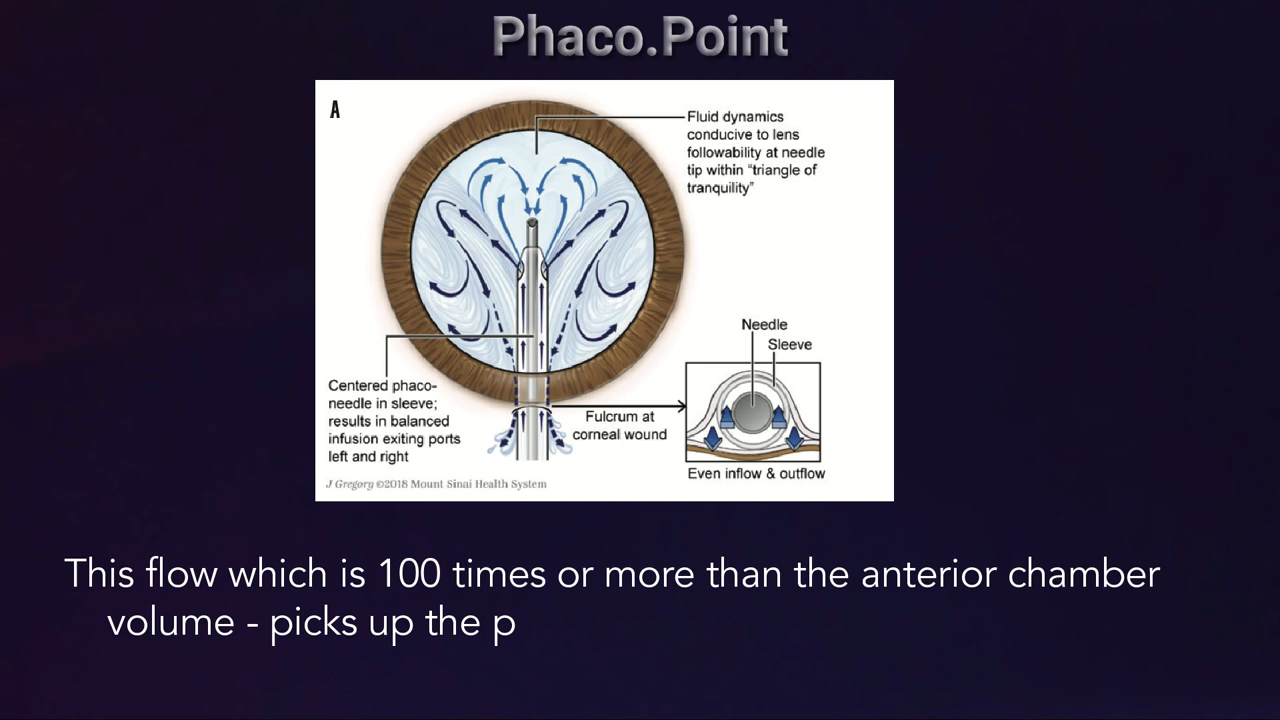 Phaco.Point
A
Fluid dynamics
conducive to lens
followability at needle
tip within “triangle of
tranquility”
Needle
Sleeve
Centered phaco-
needle in sleeve;
results in balanced
infusion exiting ports
left and right
Fulcrum at
corneal wound
Even inflow & outflow
J Gregory ©2018 Mount Sinai Health System
This flow which is 100 times or more than the anterior chamber
volume - picks up the p